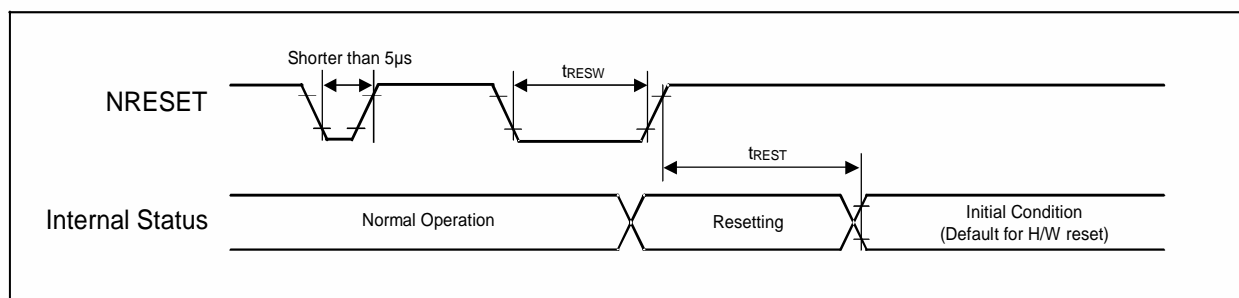 Shorter than 5µs
tRESW
NRESET
tREST
Internal Status
Normal Operation
Resetting
Initial Condition
(Default for H/W reset)